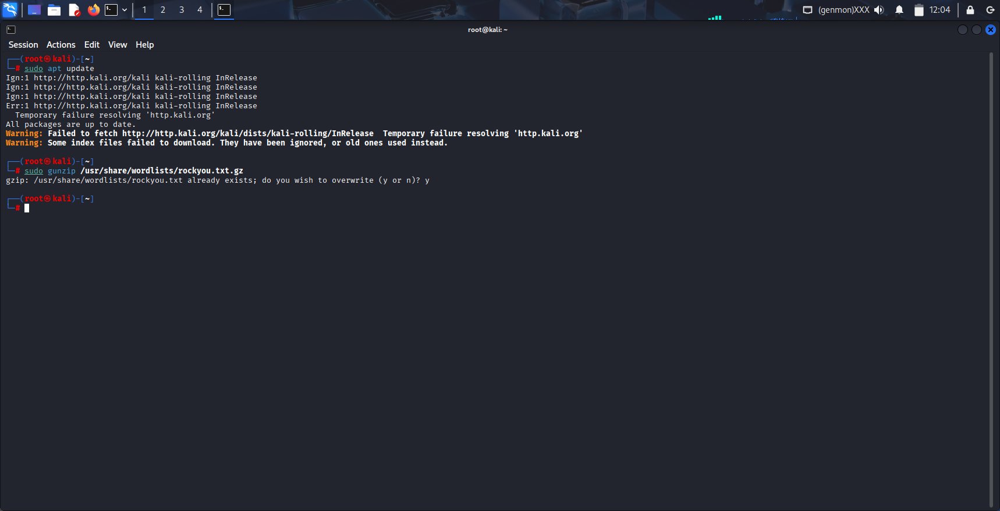 1 2 3 4 (genmon)XXX 12:04
root@kali: ~
Session Actions Edit View Help
┌──(root㉿kali)-[~]
└─# sudo apt update
Ign:1 http://http.kali.org/kali kali-rolling InRelease
Ign:1 http://http.kali.org/kali kali-rolling InRelease
Ign:1 http://http.kali.org/kali kali-rolling InRelease
Err:1 http://http.kali.org/kali kali-rolling InRelease
  Temporary failure resolving 'http.kali.org'
All packages are up to date.
Warning: Failed to fetch http://http.kali.org/kali/dists/kali-rolling/InRelease  Temporary failure resolving 'http.kali.org'
Warning: Some index files failed to download. They have been ignored, or old ones used instead.
┌──(root㉿kali)-[~]
└─# sudo gunzip /usr/share/wordlists/rockyou.txt.gz
gzip: /usr/share/wordlists/rockyou.txt already exists; do you wish to overwrite (y or n)? y
┌──(root㉿kali)-[~]
└─#